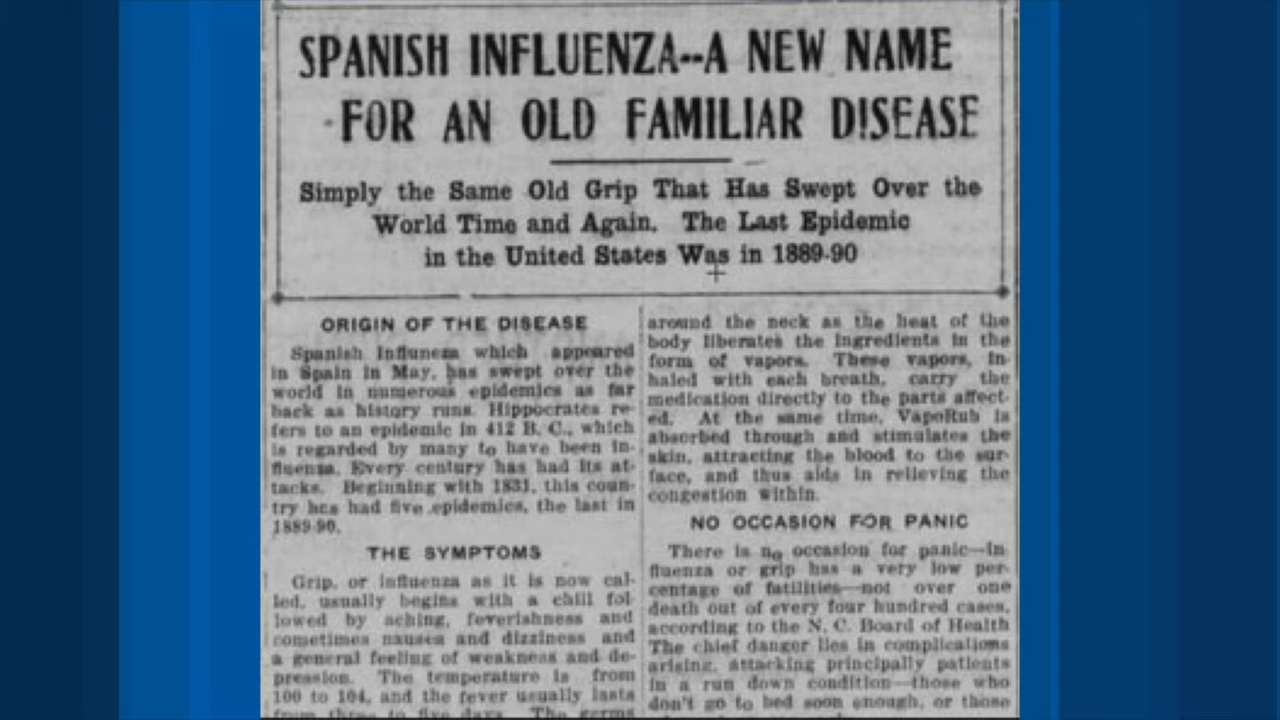 SPANISH INFLUENZA--A NEW NAME
FOR AN OLD FAMILIAR DISEASE
Simply the Same Old Grip That Has Swept Over the
World Time and Again. The Last Epidemic
in the United States Was in 1889-90
ORIGIN OF THE DISEASE
Spanish Influneza which appeared
in Spain in May, has swept over the
world in numerous epidemics as far
back as history runs. Hippocrates re-
fers to an epidemic in 412 B. C., which
is regarded by many to have been in-
fluenza. Every century has had its at-
tacks. Beginning with 1831, this coun-
try has had five epidemics, the last in
1889-90.
THE SYMPTOMS
Grip, or influenza as it is now cal-
led, usually begins with a chill fol-
lowed by aching, feverishness and
sometimes nausea and dizziness and
a general feeling of weakness and de-
pression. The temperature is from
100 to 104, and the fever usually lasts
from three to five days. The germs
around the neck as the heat of the
body liberates the ingredients in the
form of vapors. These vapors, in-
haled with each breath, carry the
medication directly to the parts affect-
ed. At the same time, VapoRub is
absorbed through and stimulates the
skin, attracting the blood to the sur-
face, and thus aids in relieving the
congestion within.
NO OCCASION FOR PANIC
There is no occasion for panic—in-
fluenza or grip has a very low per-
centage of fatilities—not over one
death out of every four hundred cases,
according to the N. C. Board of Health
The chief danger lies in complications
arising, attacking principally patients
in a run down condition—those who
don't go to bed soon enough, or those